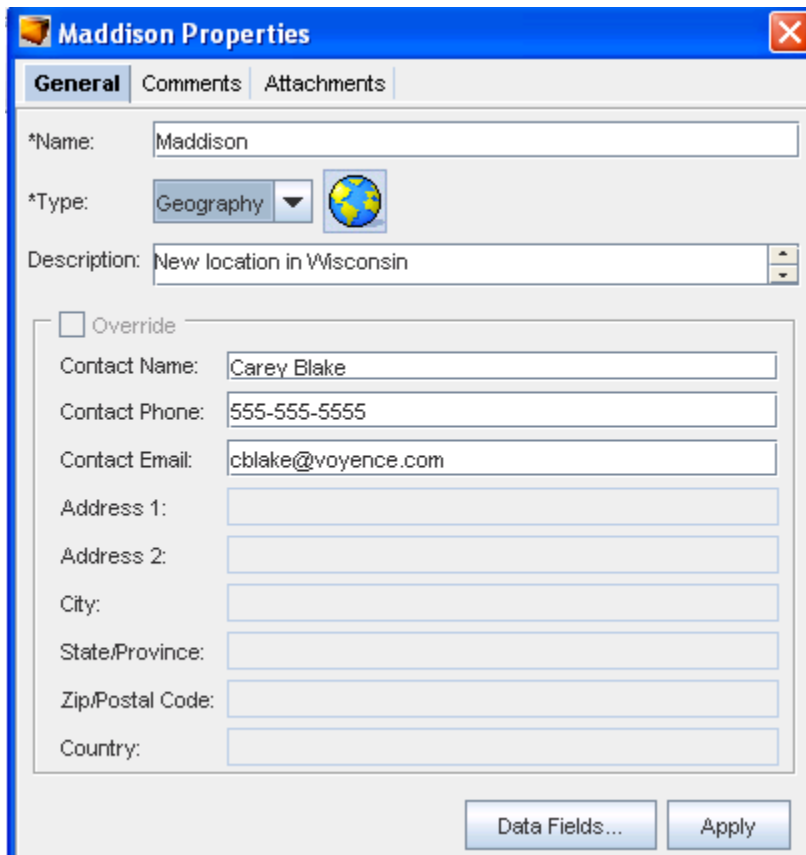 Maddison Properties
General Comments Attachments
*Name: Maddison
*Type: Geography
Description: New location in Wisconsin
Override
Contact Name: Carey Blake
Contact Phone: 555-555-5555
Contact Email: cblake@voyence.com
Address 1:
Address 2:
City:
State/Province:
Zip/Postal Code:
Country:
Data Fields... Apply